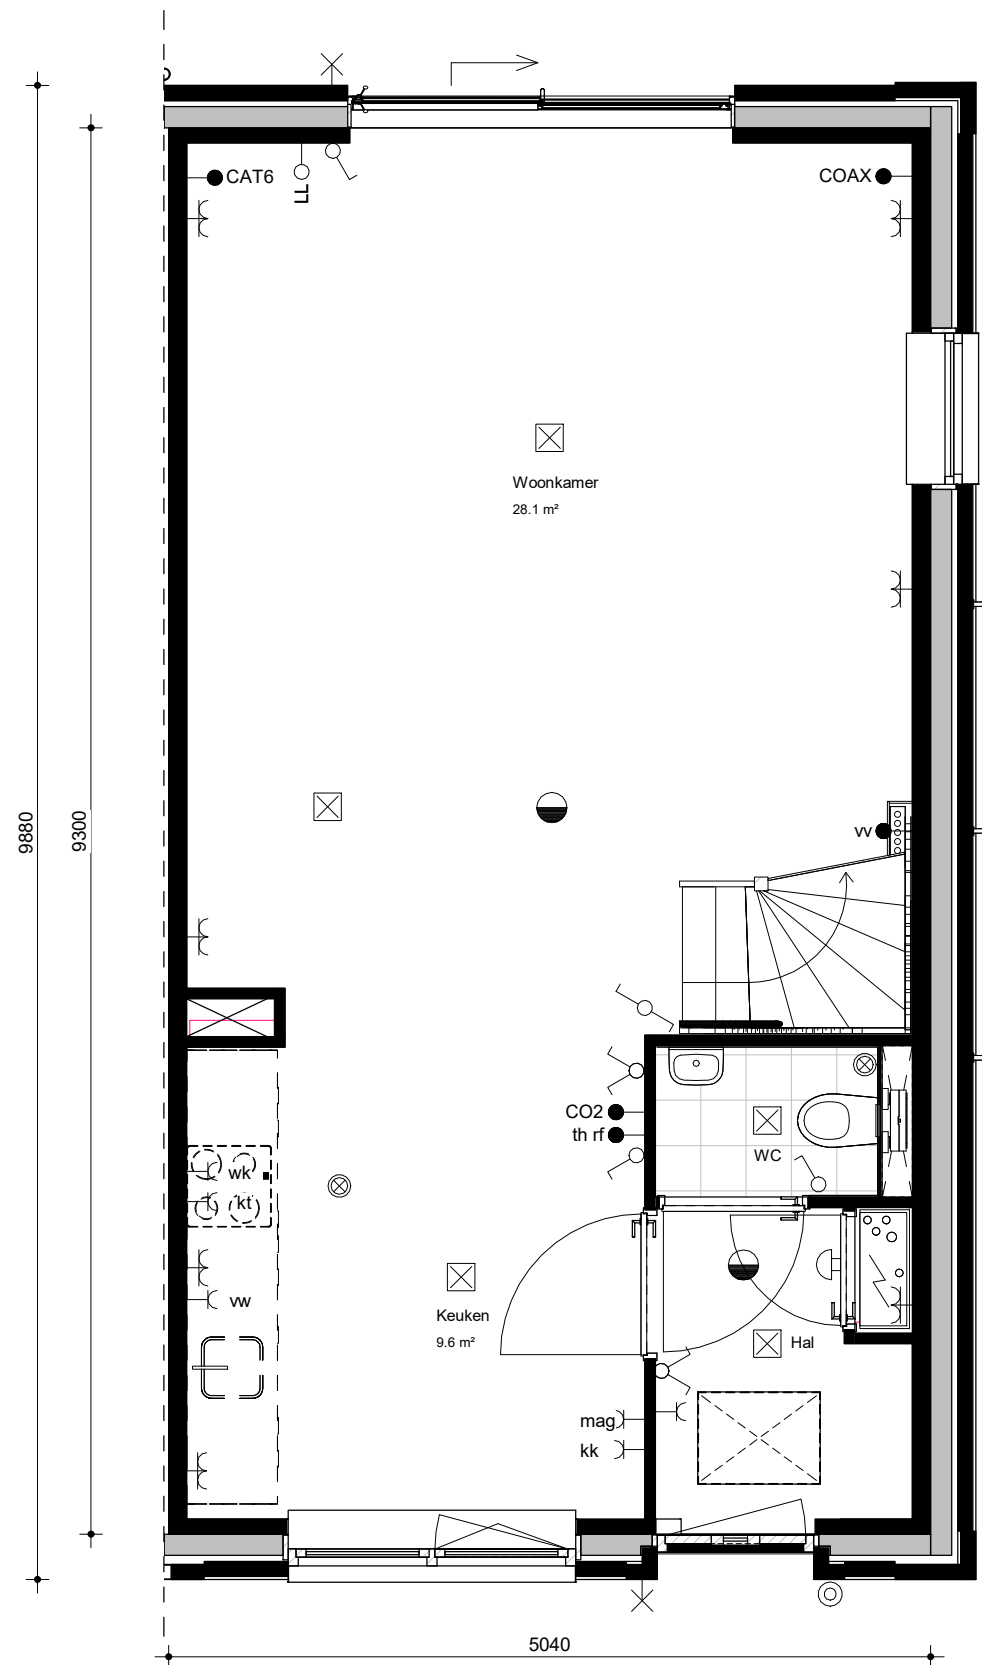 CAT6
LL
COAX
Woonkamer
28.1 m²
9880
9300
vv
CO2
th rf
WC
wk
kt
vw
Keuken
9.6 m²
Hal
mag
kk
5040